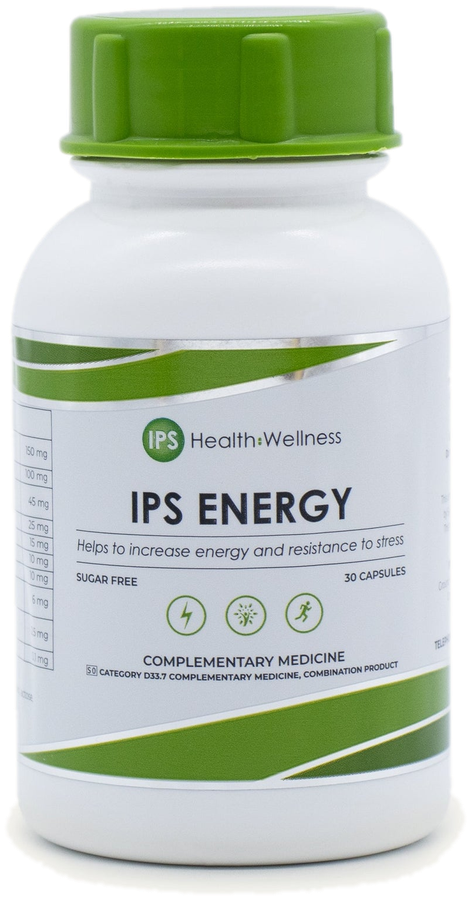 IPS Health:Wellness
IPS ENERGY
Helps to increase energy and resistance to stress
SUGAR FREE
30 CAPSULES
COMPLEMENTARY MEDICINE
S0 CATEGORY D33.7 COMPLEMENTARY MEDICINE, COMBINATION PRODUCT
150 mg
100 mg
45 mg
25 mg
15 mg
10 mg
10 mg
6 mg
mg
mg